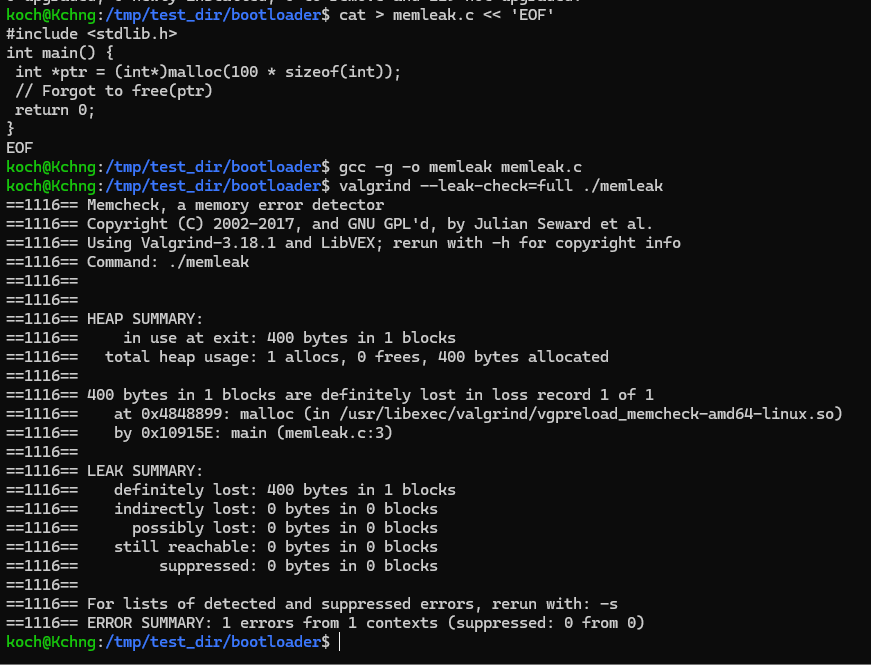 koch@Kchng:/tmp/test_dir/bootloader$ cat > memleak.c << 'EOF'
#include <stdlib.h>
int main() {
 int *ptr = (int*)malloc(100 * sizeof(int));
 // Forgot to free(ptr)
 return 0;
}
EOF
koch@Kchng:/tmp/test_dir/bootloader$ gcc -g -o memleak memleak.c
koch@Kchng:/tmp/test_dir/bootloader$ valgrind --leak-check=full ./memleak
==1116== Memcheck, a memory error detector
==1116== Copyright (C) 2002-2017, and GNU GPL'd, by Julian Seward et al.
==1116== Using Valgrind-3.18.1 and LibVEX; rerun with -h for copyright info
==1116== Command: ./memleak
==1116==
==1116==
==1116== HEAP SUMMARY:
==1116==     in use at exit: 400 bytes in 1 blocks
==1116==   total heap usage: 1 allocs, 0 frees, 400 bytes allocated
==1116==
==1116== 400 bytes in 1 blocks are definitely lost in loss record 1 of 1
==1116==    at 0x4848899: malloc (in /usr/libexec/valgrind/vgpreload_memcheck-amd64-linux.so)
==1116==    by 0x10915E: main (memleak.c:3)
==1116==
==1116== LEAK SUMMARY:
==1116==    definitely lost: 400 bytes in 1 blocks
==1116==    indirectly lost: 0 bytes in 0 blocks
==1116==      possibly lost: 0 bytes in 0 blocks
==1116==    still reachable: 0 bytes in 0 blocks
==1116==         suppressed: 0 bytes in 0 blocks
==1116==
==1116== For lists of detected and suppressed errors, rerun with: -s
==1116== ERROR SUMMARY: 1 errors from 1 contexts (suppressed: 0 from 0)
koch@Kchng:/tmp/test_dir/bootloader$